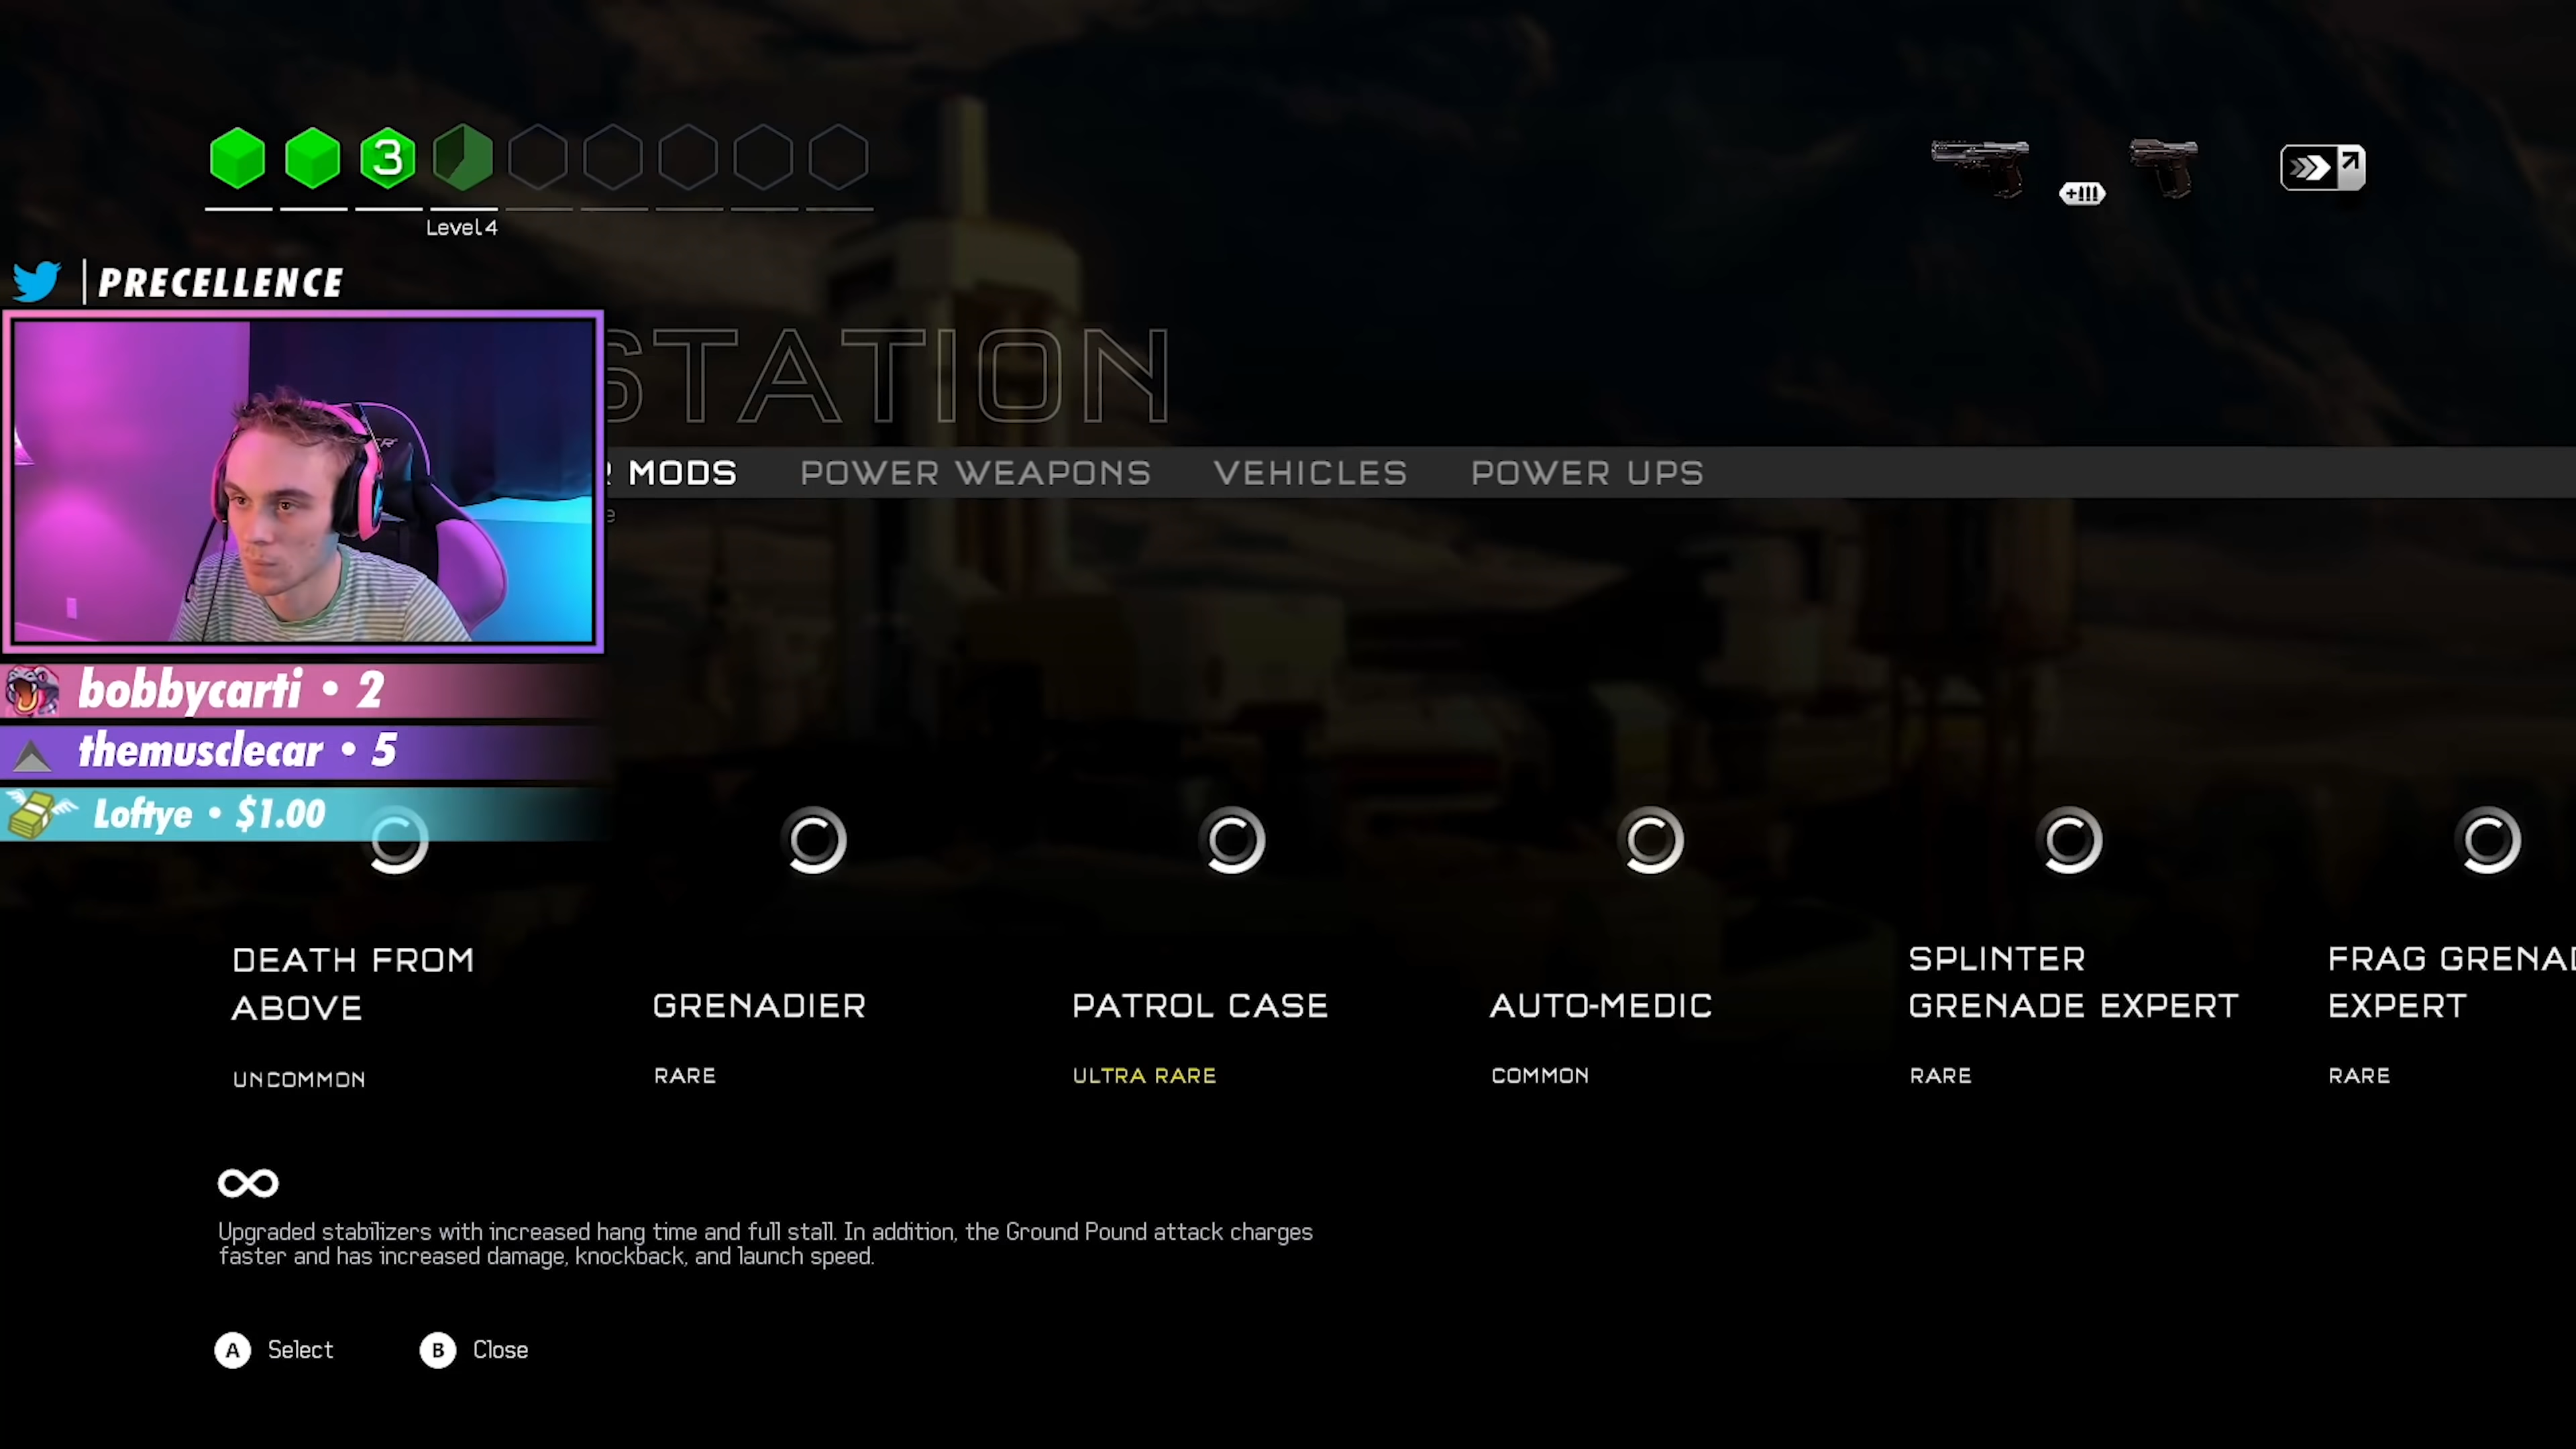 3
Level 4
PRECELLENCE
STATION
R MODS POWER WEAPONS VEHICLES POWER UPS
bobbycarti • 2
themusclecar • 5
Loftye • $1.00
DEATH FROM
ABOVE
UNCOMMON
GRENADIER
RARE
PATROL CASE
ULTRA RARE
AUTO-MEDIC
COMMON
SPLINTER
GRENADE EXPERT
RARE
FRAG GRENAD
EXPERT
RARE
Upgraded stabilizers with increased hang time and full stall. In addition, the Ground Pound attack charges
faster and has increased damage, knockback, and launch speed.
A Select B Close